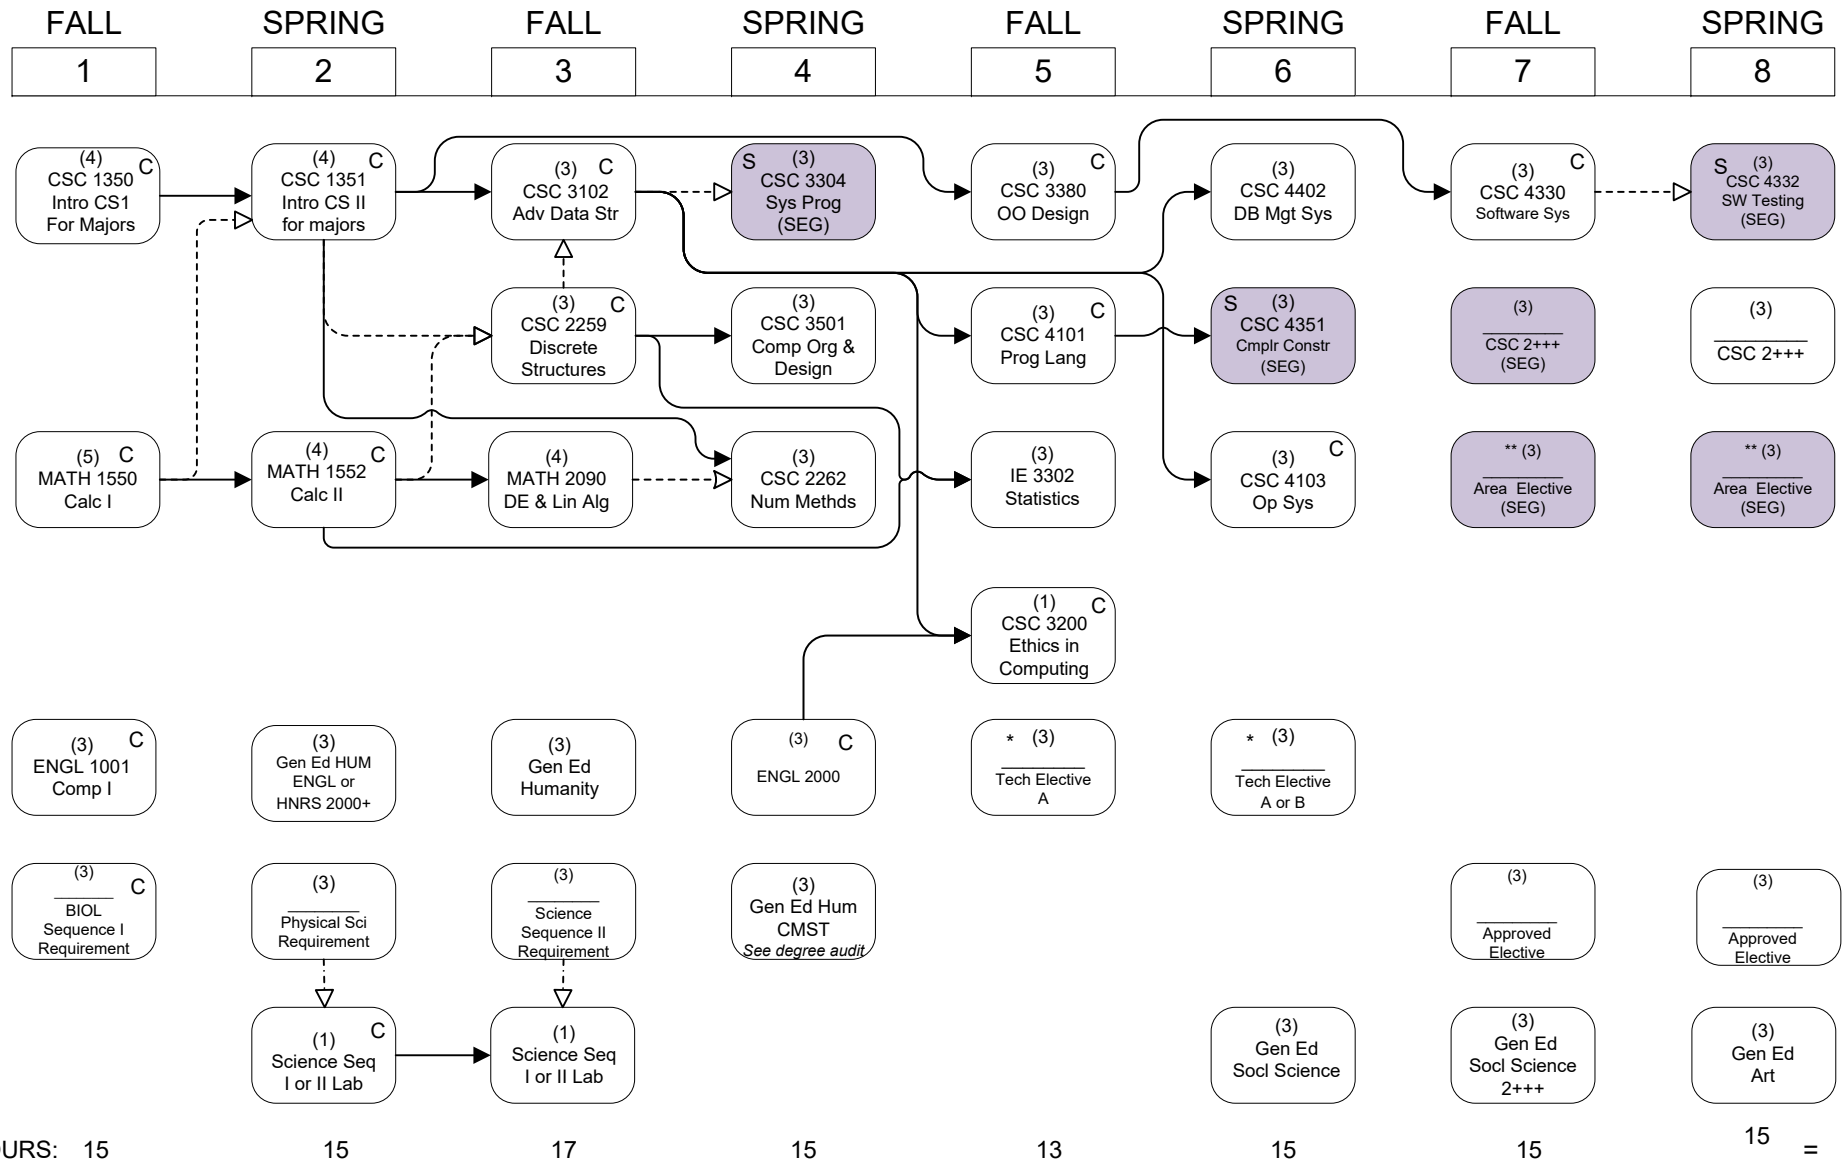 FALL
SPRING
FALL
SPRING
FALL
SPRING
FALL
SPRING
1
2
3
4
5
6
7
8
(4)
C
CSC 1350
Intro CS1
For Majors
(4)
C
CSC 1351
Intro CS II
for majors
(3)
C
CSC 3102
Adv Data Str
S
(3)
CSC 3304
Sys Prog
(SEG)
(3)
C
CSC 3380
OO Design
(3)
CSC 4402
DB Mgt Sys
(3)
C
CSC 4330
Software Sys
S
(3)
CSC 4332
SW Testing
(SEG)
(3)
C
CSC 2259
Discrete
Structures
(3)
CSC 3501
Comp Org &
Design
(3)
C
CSC 4101
Prog Lang
S
(3)
CSC 4351
Cmplr Constr
(SEG)
(3)
________
CSC 2+++
(SEG)
(3)
________
CSC 2+++
(5)
C
MATH 1550
Calc I
(4)
C
MATH 1552
Calc II
(4)
MATH 2090
DE & Lin Alg
(3)
CSC 2262
Num Methds
(3)
IE 3302
Statistics
(3)
C
CSC 4103
Op Sys
** (3)
________
Area Elective
(SEG)
** (3)
________
Area Elective
(SEG)
(1)
C
CSC 3200
Ethics in
Computing
(3)
C
ENGL 1001
Comp I
(3)
Gen Ed HUM
ENGL or
HNRS 2000+
(3)
Gen Ed
Humanity
(3)
C
ENGL 2000
* (3)
________
Tech Elective
A
* (3)
________
Tech Elective
A or B
(3)
C
______
BIOL
Sequence I
Requirement
(3)
_______
Physical Sci
Requirement
(3)
_______
Science
Sequence II
Requirement
(3)
Gen Ed Hum
CMST
See degree audit
(3)
________
Approved
Elective
(3)
________
Approved
Elective
(1)
C
Science Seq
I or II Lab
(1)
Science Seq
I or II Lab
(3)
Gen Ed
Socl Science
(3)
Gen Ed
Socl Science
2+++
(3)
Gen Ed
Art
URS: 15 15 17 15 13 15 15 15 =